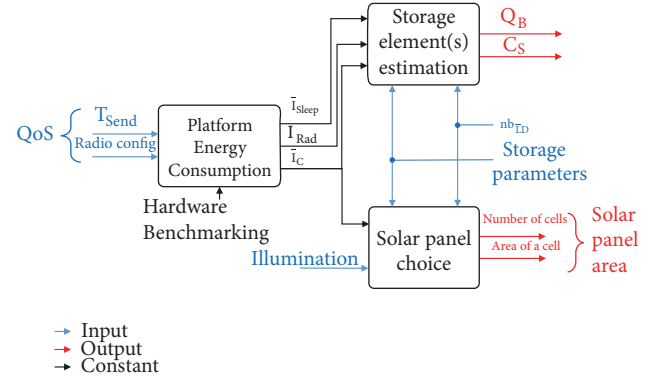 Storage
element(s)
estimation
Q_B
C_S
QoS
T_Send
Radio config
Platform
Energy
Consumption
Ī_Sleep
I_Rad
Ī_C
Hardware
Benchmarking
nb_L̄D
Storage
parameters
Illumination
Solar panel
choice
Number of cells
Area of a cell
Solar
panel
area
Input
Output
Constant